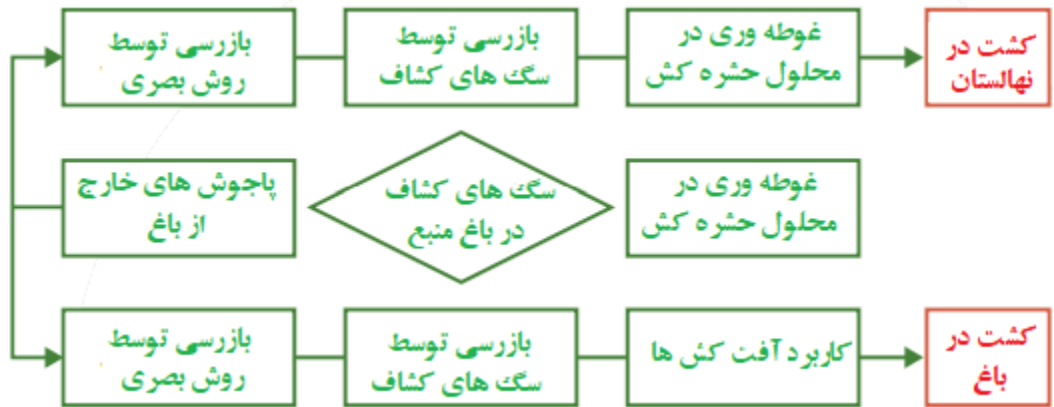 بازرسی توسط
روش بصری
بازرسی توسط
سگ های کشاف
غوطه وری در
محلول حشره کش
کشت در
نهالستان
پاجوش های خارج
از باغ
سگ های کشاف
در باغ منبع
غوطه وری در
محلول حشره کش
بازرسی توسط
روش بصری
بازرسی توسط
سگ های کشاف
کاربرد آفت کش ها
کشت در
باغ